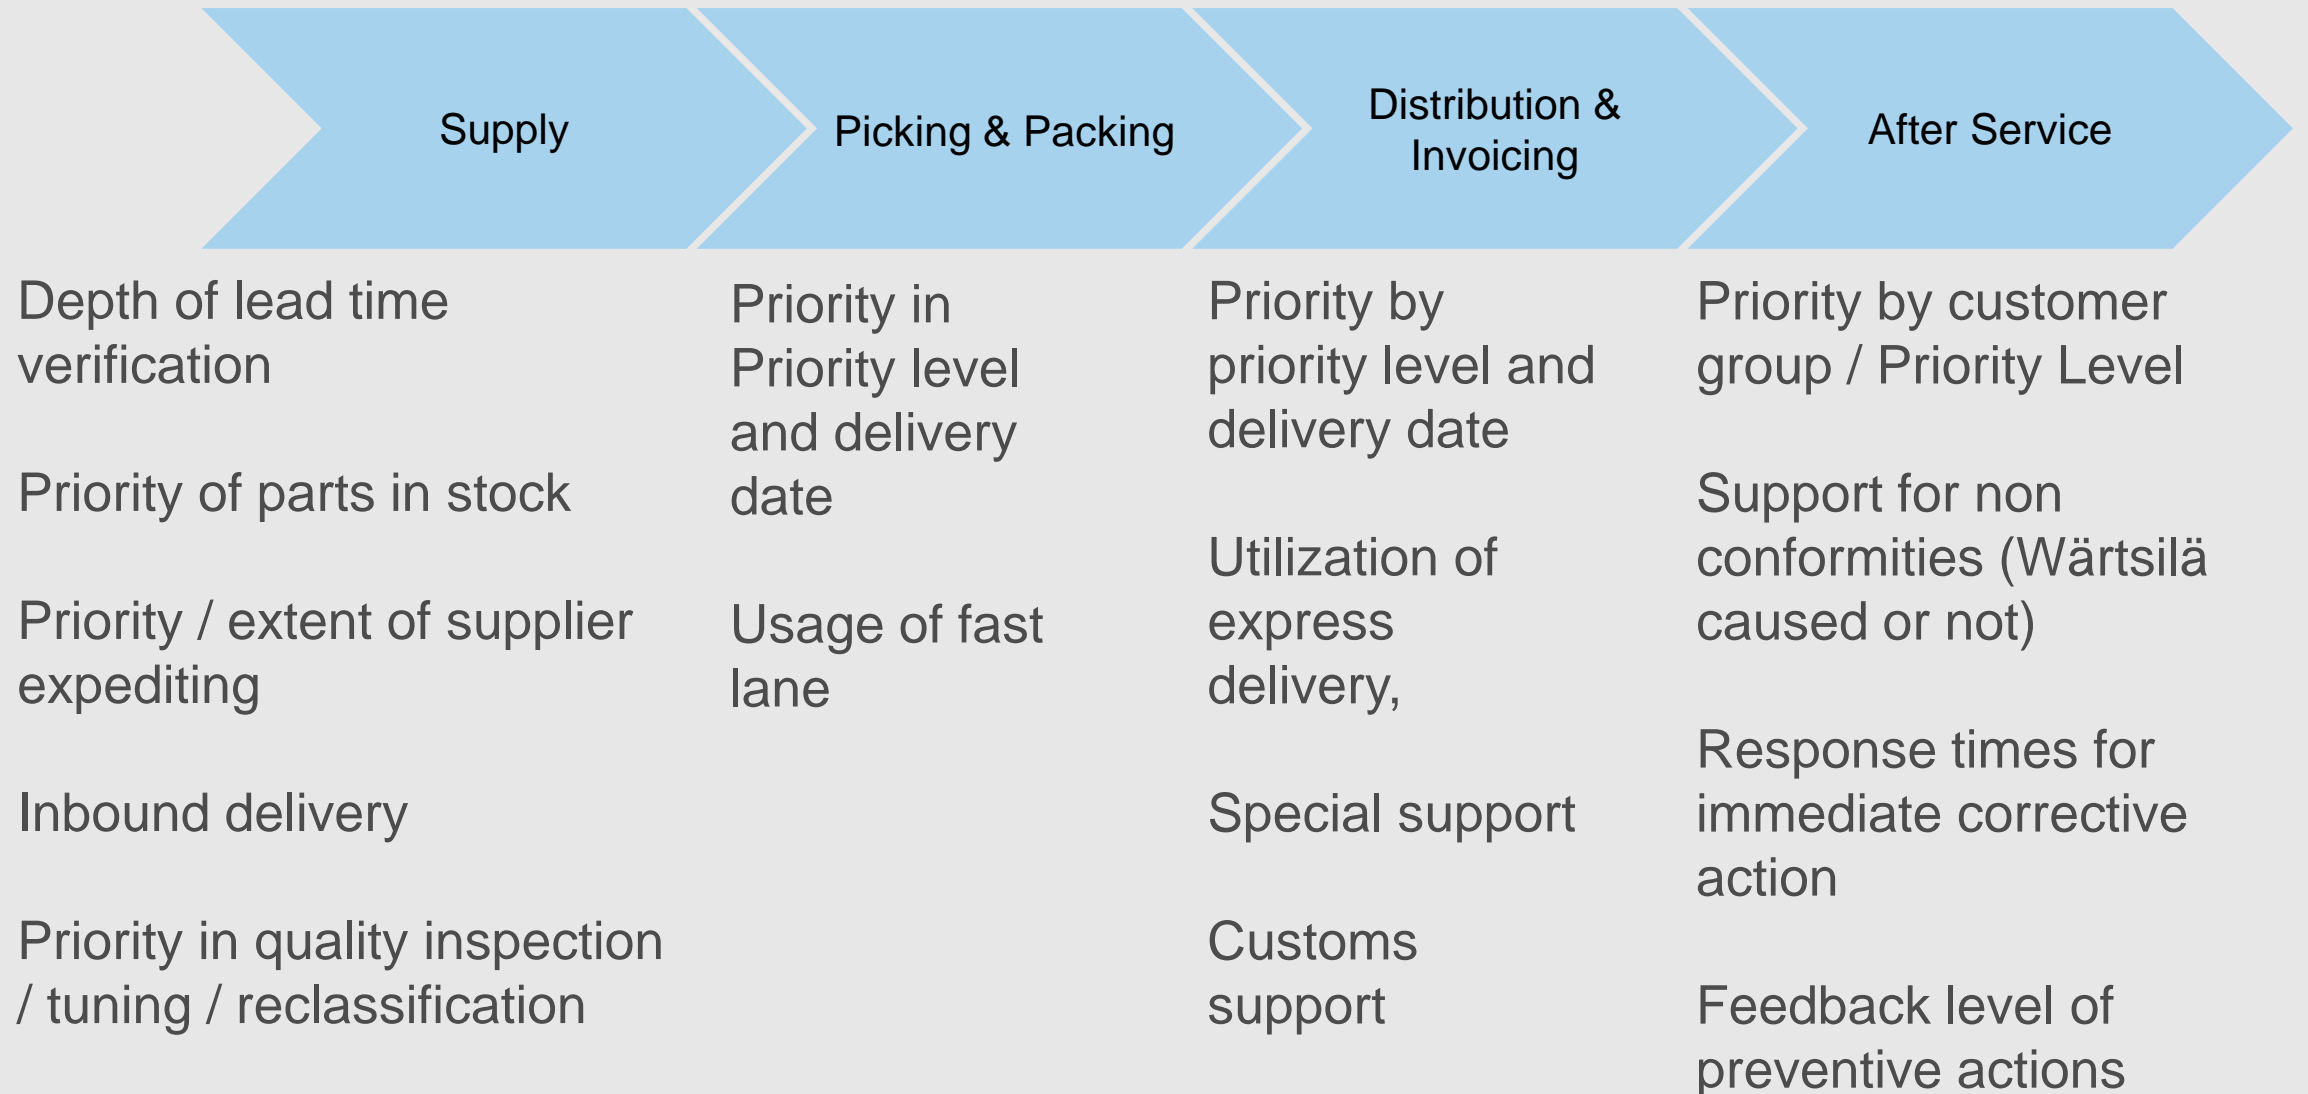 Supply
Picking & Packing
Distribution &
Invoicing
After Service
Depth of lead time
verification
Priority of parts in stock
Priority / extent of supplier
expediting
Inbound delivery
Priority in quality inspection
/ tuning / reclassification
Priority in
Priority level
and delivery
date
Usage of fast
lane
Priority by
priority level and
delivery date
Utilization of
express
delivery,
Special support
Customs
support
Priority by customer
group / Priority Level
Support for non
conformities (Wärtsilä
caused or not)
Response times for
immediate corrective
action
Feedback level of
preventive actions